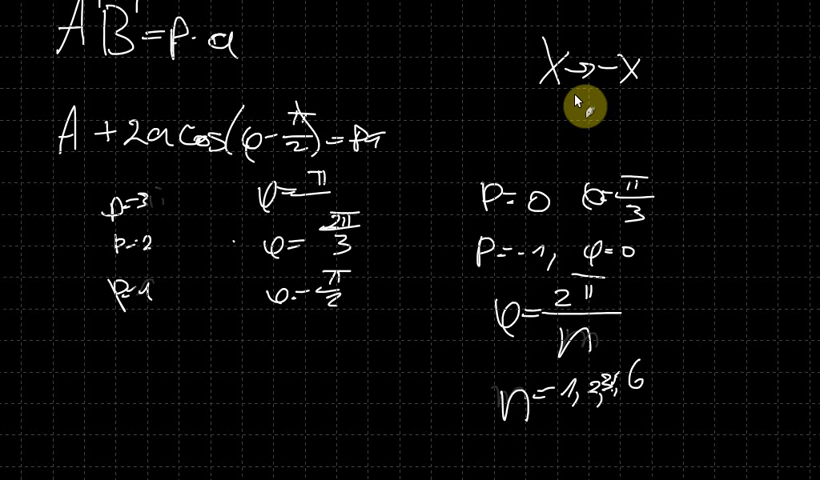 A'B'=p·a
X→-X
A+2a cos(φ-π/2)=pa
p=3 φ=π
p=2 φ=2π/3
p=1 φ=π/2
p=0 φ=π/3
p=-1, φ=0
φ=2π/n
n=1,2,3,4,6